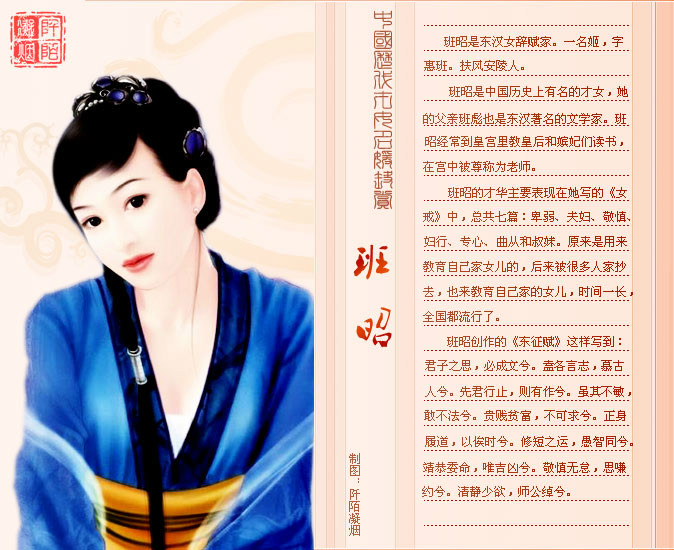 阡陌
凝烟
班昭
制图：阡陌凝烟
班昭是东汉女辞赋家。一名姬，字
惠班。扶风安陵人。
班昭是中国历史上有名的才女，她
的父亲班彪也是东汉著名的文学家。班
昭经常到皇宫里教皇后和嫔妃们读书，
在宫中被尊称为老师。
班昭的才华主要表现在她写的《女
戒》中，总共七篇：卑弱、夫妇、敬慎、
妇行、专心、曲从和叔妹。原来是用来
教育自己家女儿的，后来被很多人家抄
去，也来教育自己家的女儿，时间一长，
全国都流行了。
班昭创作的《东征赋》这样写到：
君子之思，必成文兮。盍各言志，慕古
人兮。先君行止，则有作兮。虽其不敏，
敢不法兮。贵贱贫富，不可求兮。正身
履道，以俟时兮。修短之运，愚智同兮。
靖恭委命，唯吉凶兮。敬慎无怠，思嗛
约兮。清静少欲，师公绰兮。